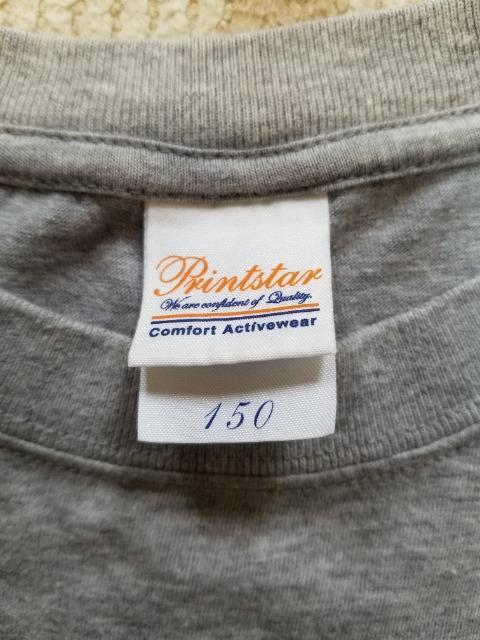 Printstar
We are confident of Quality.
Comfort Activewear
150